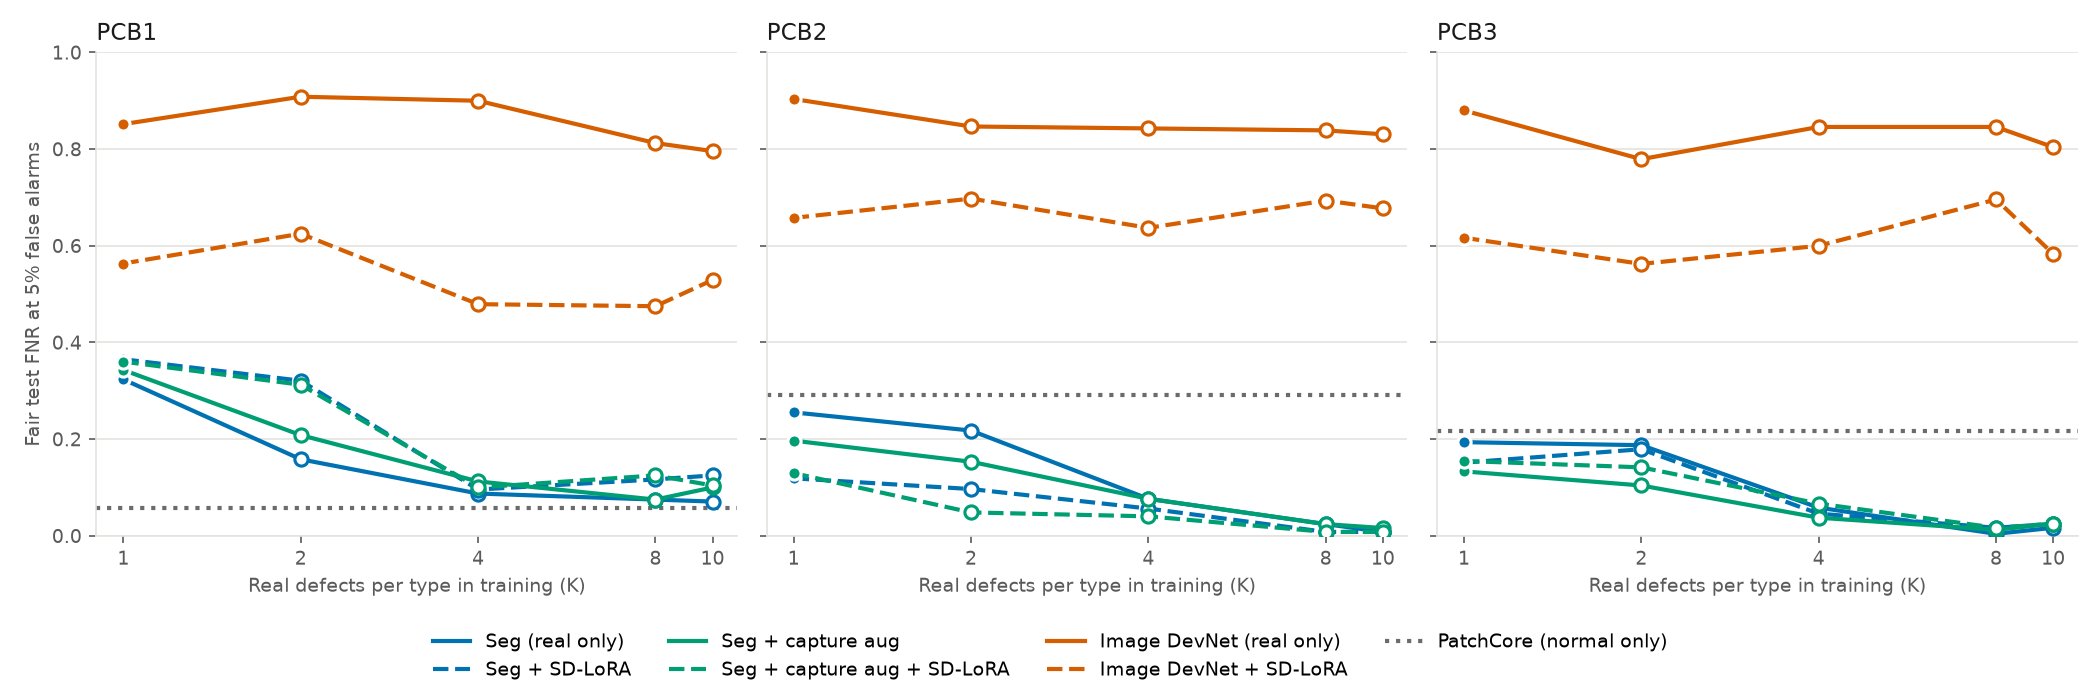 PCB1
PCB2
PCB3
Fair test FNR at 5% false alarms
1.0
0.8
0.6
0.4
0.2
0.0
1 2 4 8 10
1 2 4 8 10
1 2 4 8 10
Real defects per type in training (K)
Real defects per type in training (K)
Real defects per type in training (K)
Seg (real only)
Seg + SD-LoRA
Seg + capture aug
Seg + capture aug + SD-LoRA
Image DevNet (real only)
Image DevNet + SD-LoRA
PatchCore (normal only)